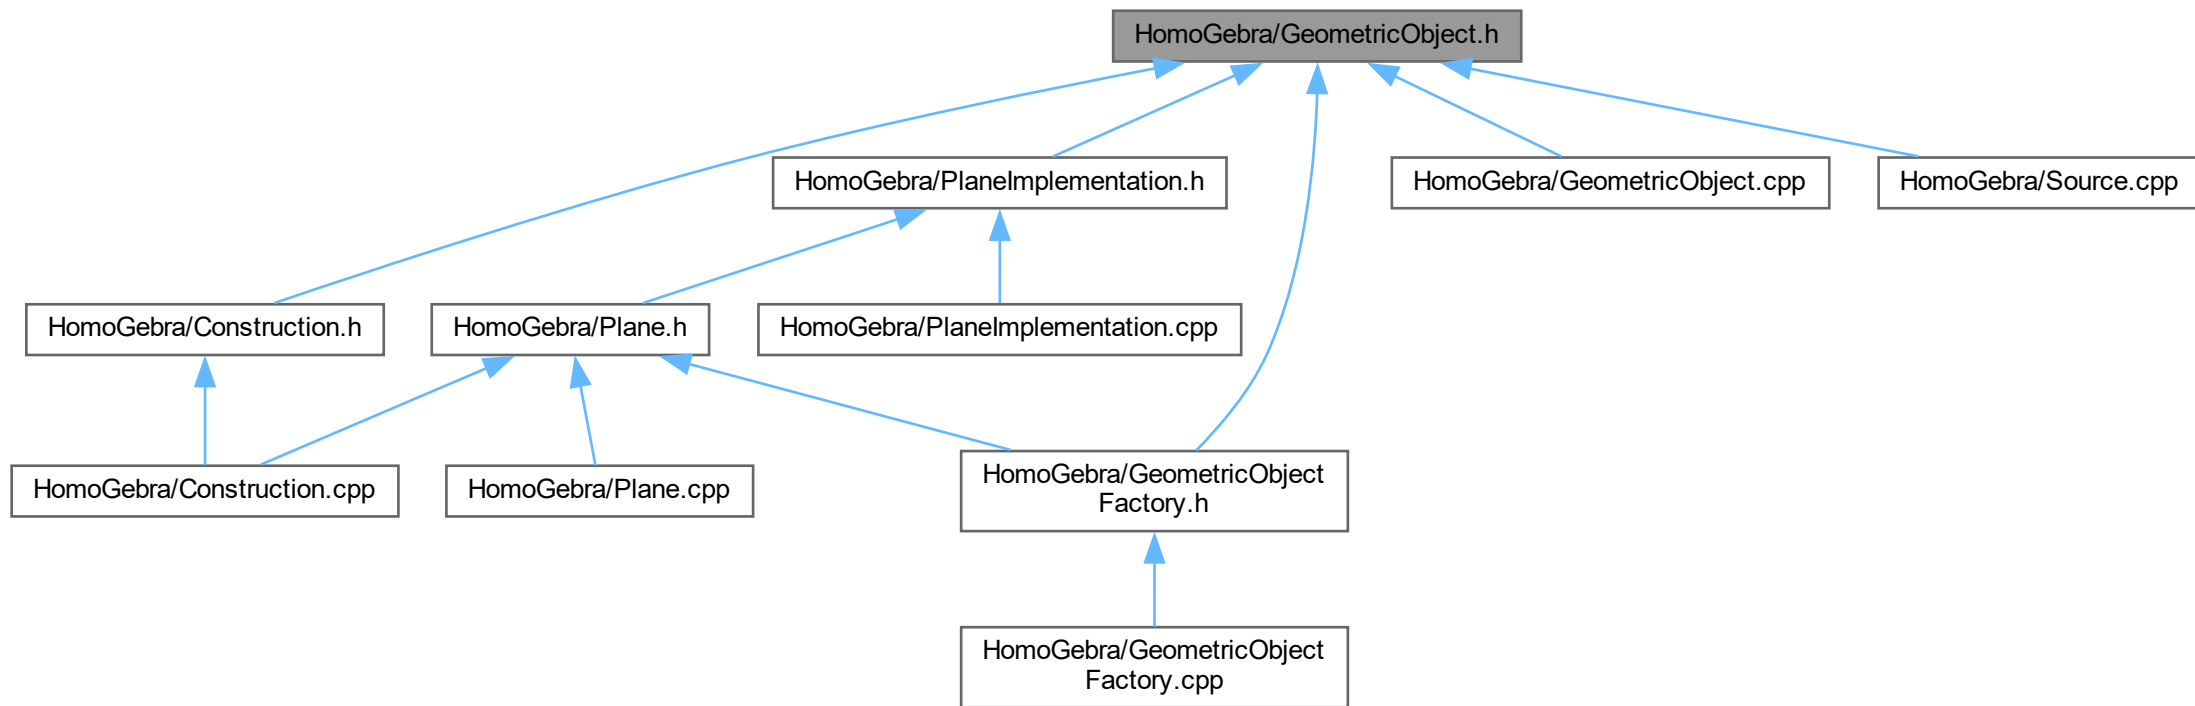 HomoGebra/GeometricObject.h
HomoGebra/PlaneImplementation.h
HomoGebra/GeometricObject.cpp
HomoGebra/Source.cpp
HomoGebra/Construction.h
HomoGebra/Plane.h
HomoGebra/PlaneImplementation.cpp
HomoGebra/Construction.cpp
HomoGebra/Plane.cpp
HomoGebra/GeometricObject
Factory.h
HomoGebra/GeometricObject
Factory.cpp